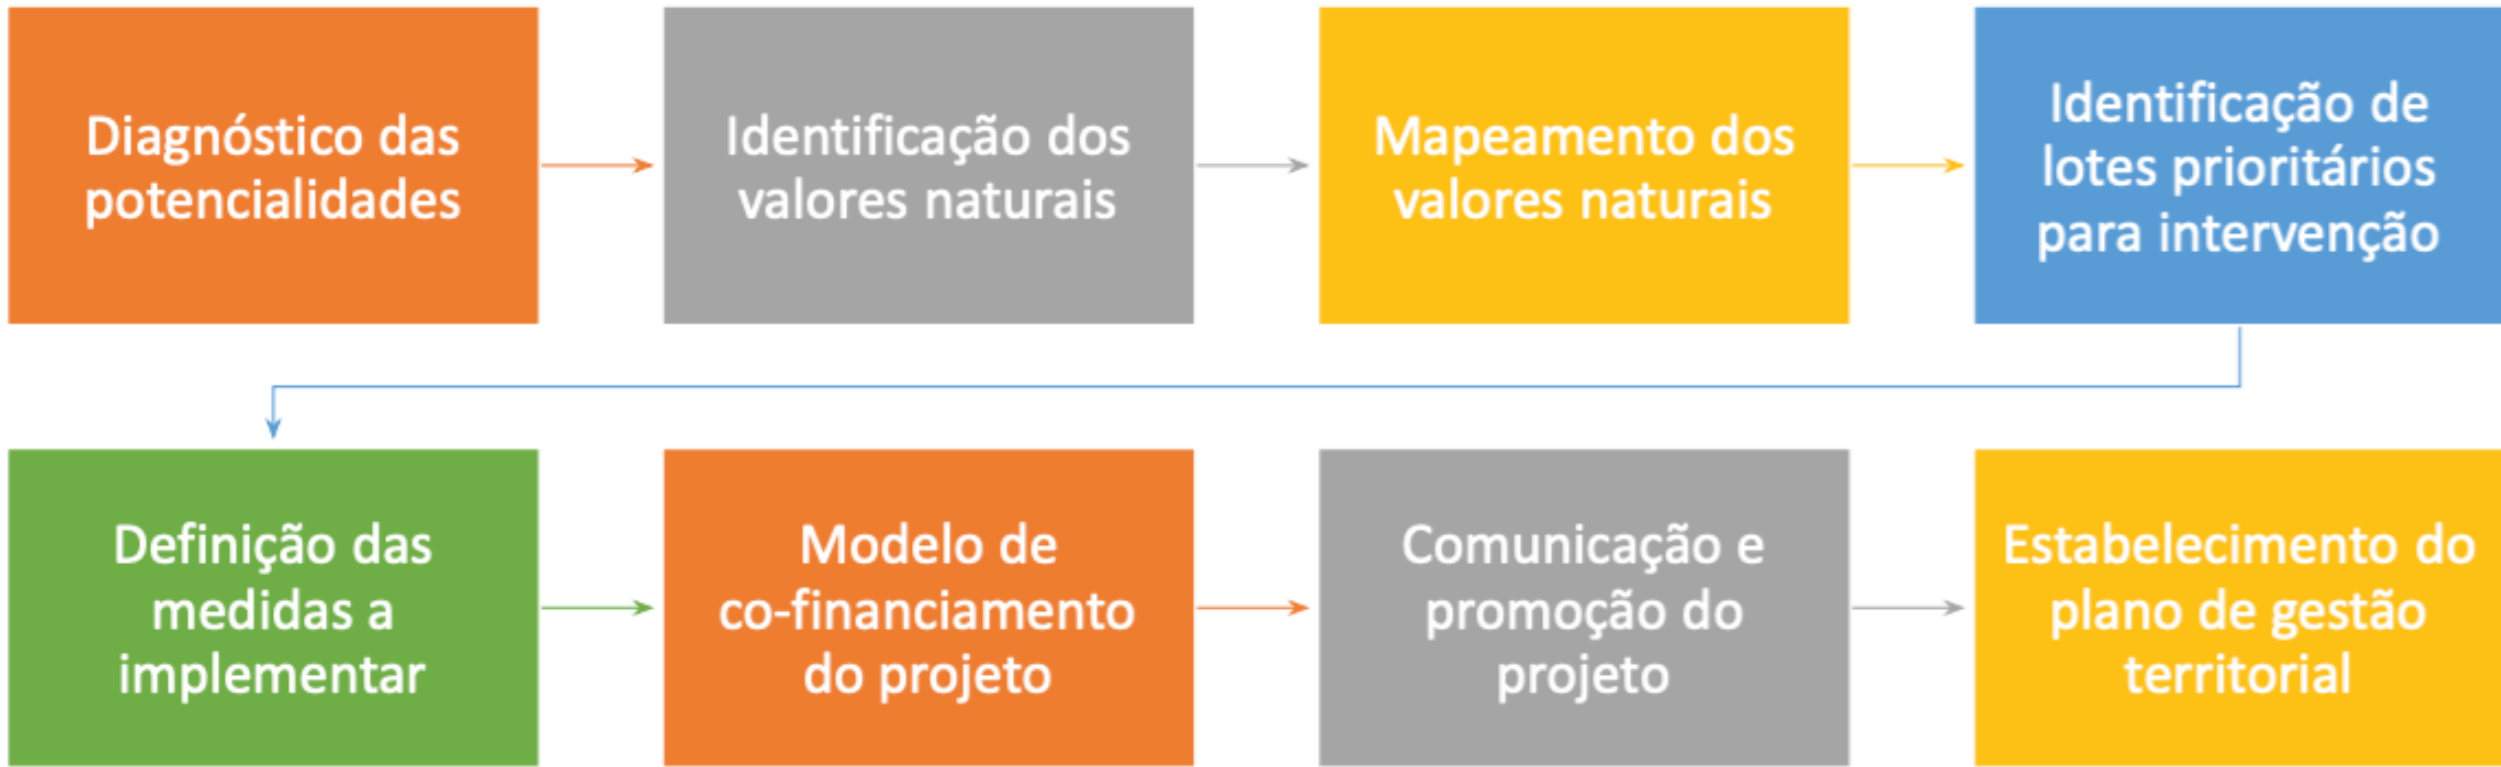 Diagnóstico das
potencialidades
Identificação dos
valores naturais
Mapeamento dos
valores naturais
Identificação de
lotes prioritários
para intervenção
Definição das
medidas a
implementar
Modelo de
co-financiamento
do projeto
Comunicação e
promoção do
projeto
Estabelecimento do
plano de gestão
territorial